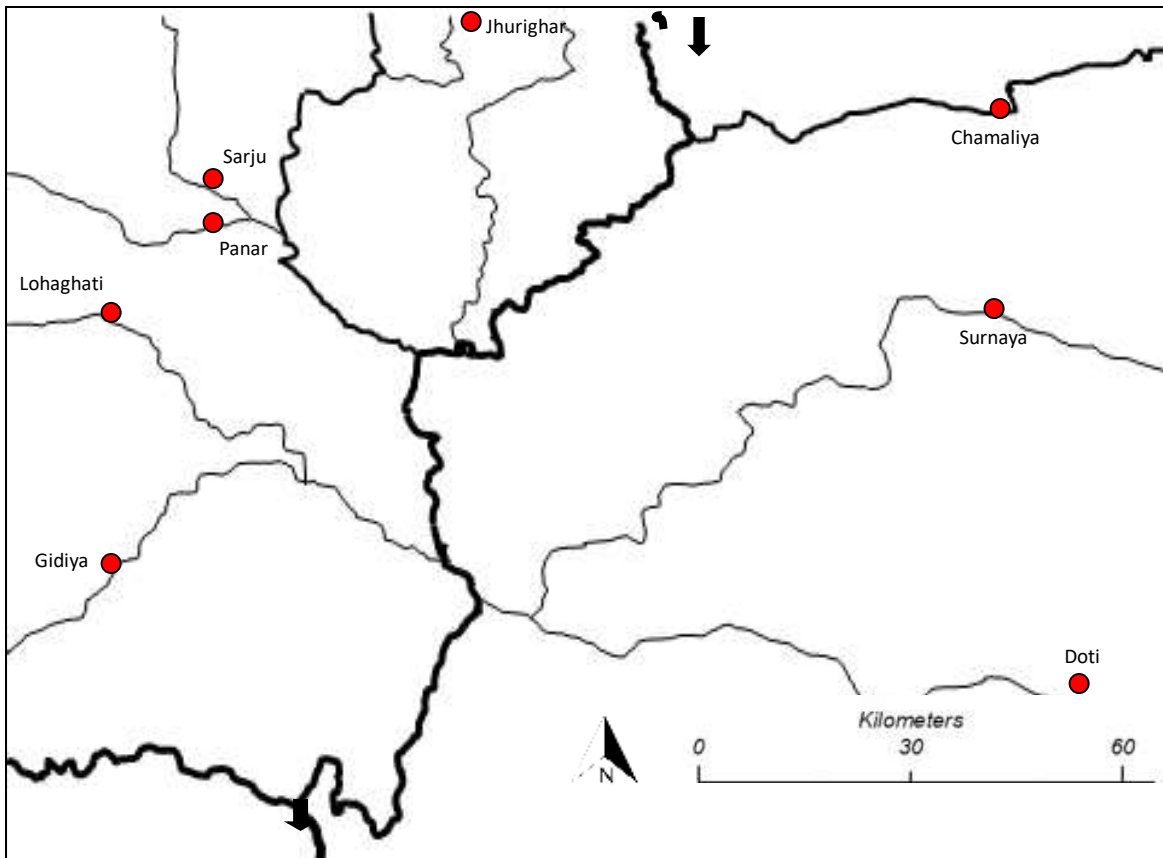 Jhurighar
Chamaliya
Sarju
Panar
Lohaghati
Surnaya
Gidiya
Doti
Kilometers
0 30 60
N